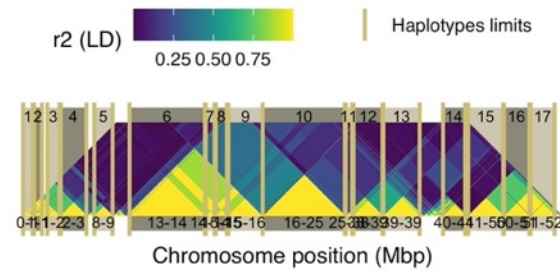 r2 (LD)
0.25 0.50 0.75
Haplotypes limits
1 2 3 4 5 6 7 8 9 10 11 12 13 14 15 16 17
2-3 8-9 13-14 15-16 16-25 39-39 40-44
Chromosome position (Mbp)